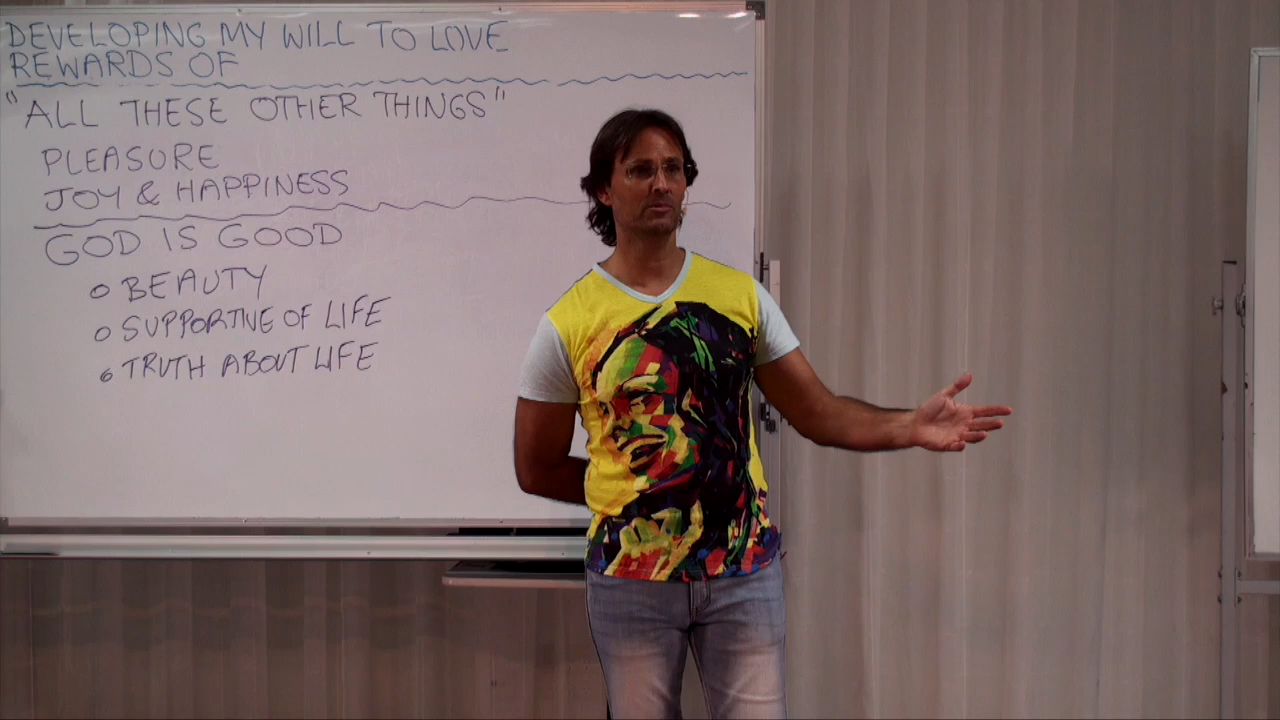 DEVELOPING MY WILL TO LOVE
REWARDS OF
"ALL THESE OTHER THINGS"
PLEASURE
JOY & HAPPINESS
GOD IS GOOD
o BEAUTY
o SUPPORTIVE OF LIFE
o TRUTH ABOUT LIFE